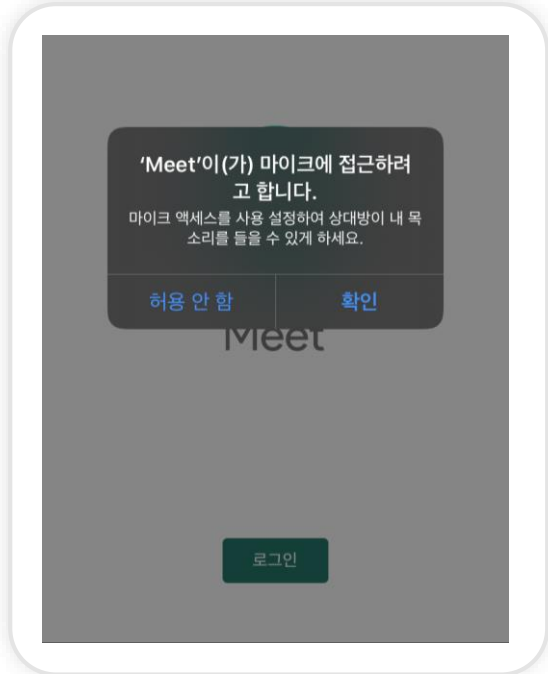 ‘Meet’이(가) 마이크에 접근하려
고 합니다.
마이크 액세스를 사용 설정하여 상대방이 내 목
소리를 들을 수 있게 하세요.
허용 안 함
확인
Meet
로그인